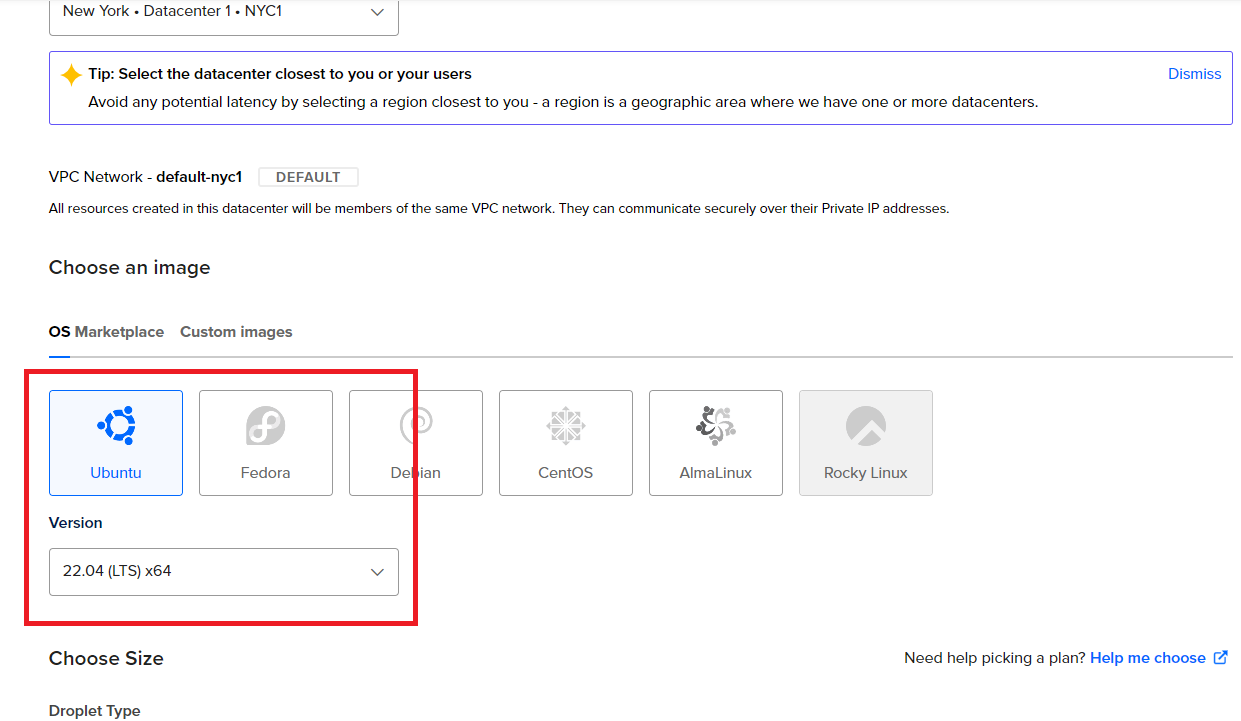 New York • Datacenter 1 • NYC1
Tip: Select the datacenter closest to you or your users
Dismiss
Avoid any potential latency by selecting a region closest to you - a region is a geographic area where we have one or more datacenters.
VPC Network - default-nyc1 DEFAULT
All resources created in this datacenter will be members of the same VPC network. They can communicate securely over their Private IP addresses.
Choose an image
OS Marketplace Custom images
Ubuntu Fedora Debian CentOS AlmaLinux Rocky Linux
Version
22.04 (LTS) x64
Choose Size
Need help picking a plan? Help me choose
Droplet Type